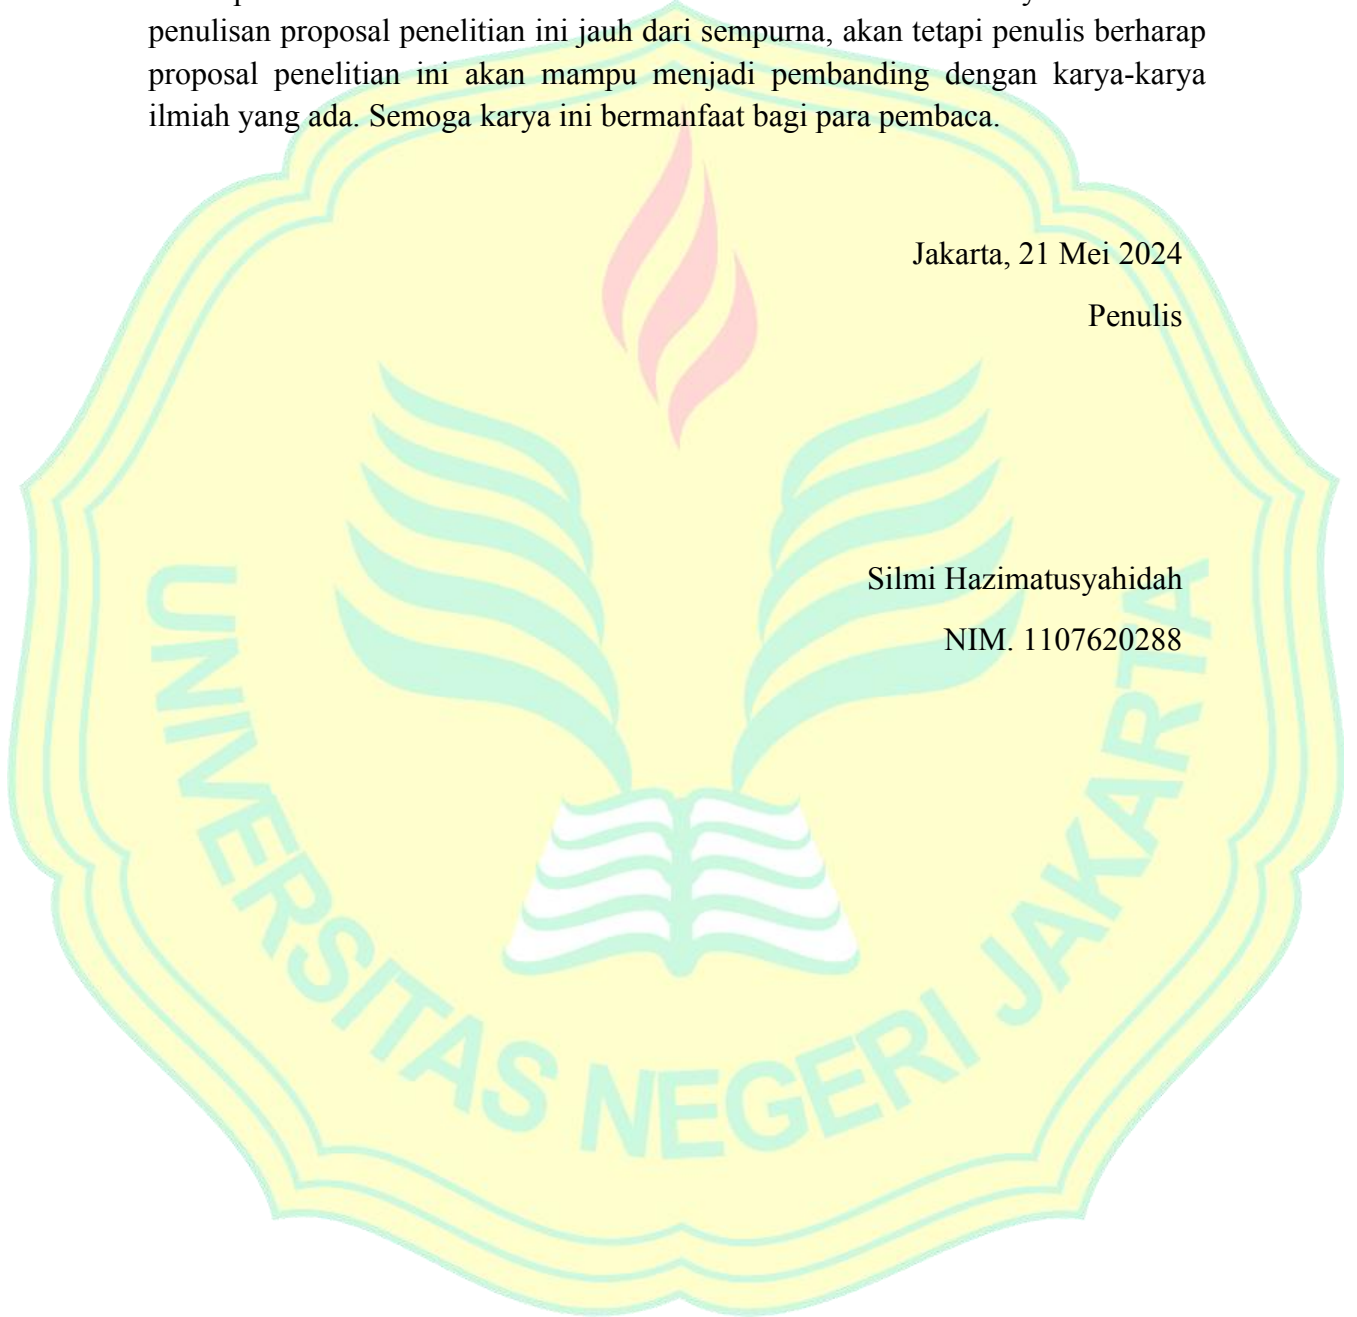 penulisan proposal penelitian ini jauh dari sempurna, akan tetapi penulis berharap
proposal penelitian ini akan mampu menjadi pembanding dengan karya-karya
ilmiah yang ada. Semoga karya ini bermanfaat bagi para pembaca.
Jakarta, 21 Mei 2024
Penulis
Silmi Hazimatusyahidah
NIM. 1107620288
UNIVERSITAS NEGERI JAKARTA